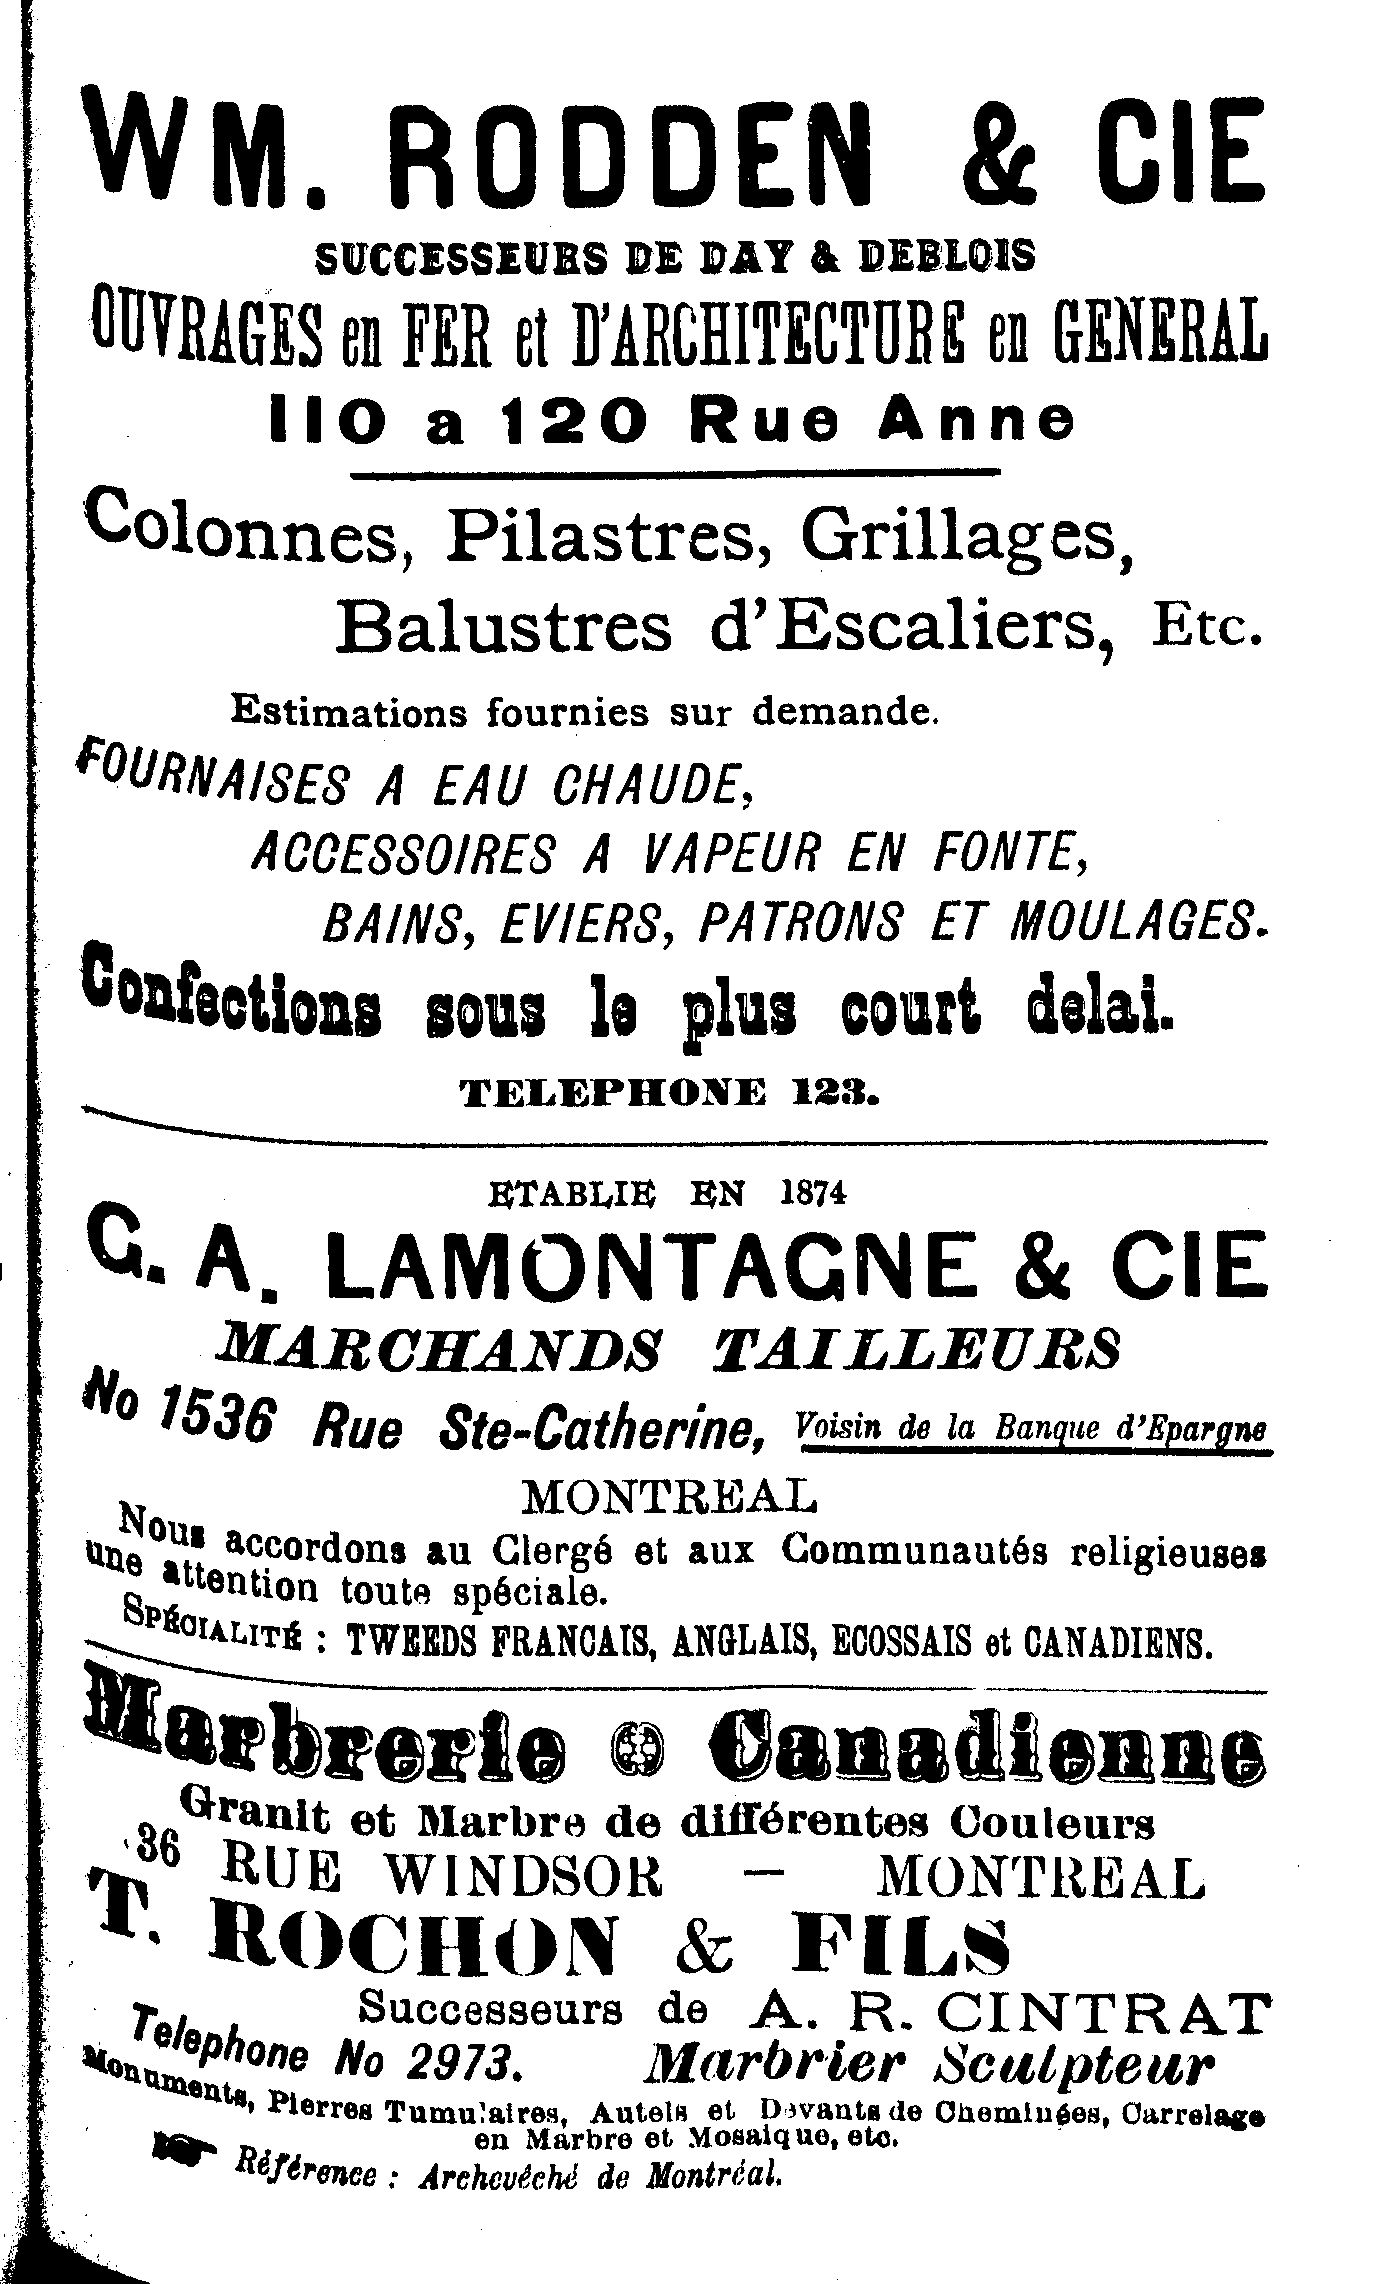 WM. RODDEN & CIE
SUCCESSEURS DE DAY & DEBLOIS
OUVRAGES en FER et D'ARCHITECTURE en GENERAL
110 a 120 Rue Anne
Colonnes, Pilastres, Grillages,
Balustres d'Escaliers, Etc.
Estimations fournies sur demande.
FOURNAISES A EAU CHAUDE,
ACCESSOIRES A VAPEUR EN FONTE,
BAINS, EVIERS, PATRONS ET MOULAGES.
Confections sous le plus court delai.
TELEPHONE 123.
ETABLIE EN 1874
G. A. LAMONTAGNE & CIE
MARCHANDS TAILLEURS
No 1536 Rue Ste-Catherine, Voisin de la Banque d'Epargne
MONTREAL
Nous accordons au Clergé et aux Communautés religieuses
une attention toute spéciale.
SPÉCIALITÉ : TWEEDS FRANCAIS, ANGLAIS, ECOSSAIS et CANADIENS.
Marbrerie Canadienne
Granit et Marbre de différentes Couleurs
36 RUE WINDSOR — MONTREAL
T. ROCHON & FILS
Successeurs de A. R. CINTRAT
Telephone No 2973. Marbrier Sculpteur
Monuments, Pierres Tumulaires, Autels et Devants de Cheminées, Carrelage
en Marbre et Mosaique, etc.
Référence : Archevéché de Montréal.